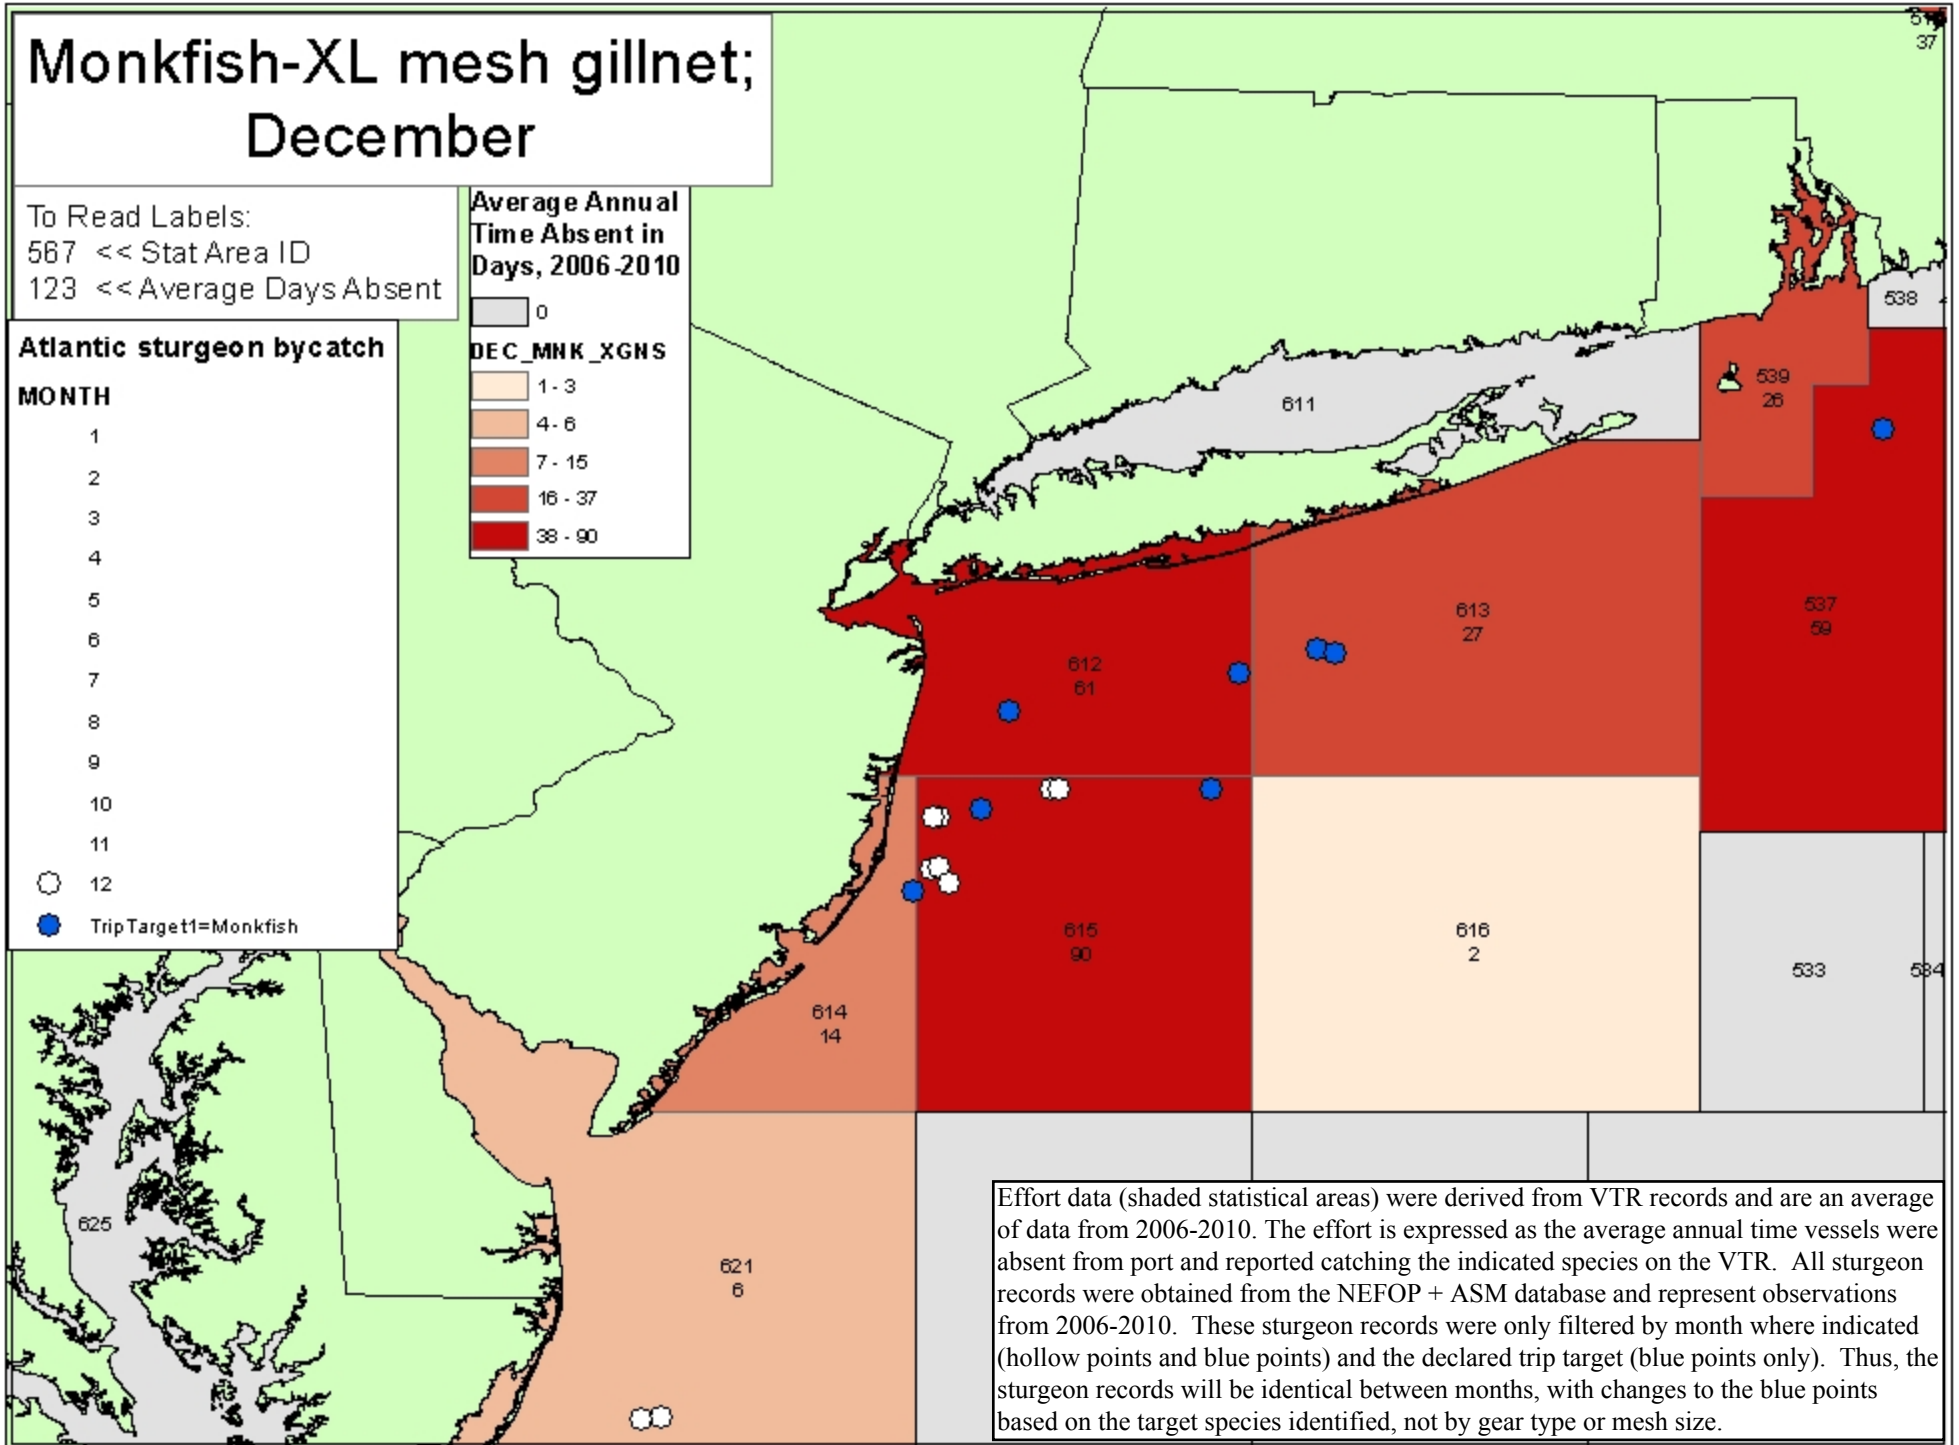 Monkfish-XL mesh gillnet;
December
To Read Labels:
567 << Stat Area ID
123 << Average Days Absent
Average Annual
Time Absent in
Days, 2006-2010
0
DEC_MNK_XGNS
1 - 3
4 - 6
7 - 15
16 - 37
38 - 90
Atlantic sturgeon bycatch
MONTH
1
2
3
4
5
6
7
8
9
10
11
12
TripTarget1=Monkfish
37
538
539
26
611
537
59
613
27
612
61
615
90
616
2
533
534
614
14
625
621
6
Effort data (shaded statistical areas) were derived from VTR records and are an average
of data from 2006-2010. The effort is expressed as the average annual time vessels were
absent from port and reported catching the indicated species on the VTR.  All sturgeon
records were obtained from the NEFOP + ASM database and represent observations
from 2006-2010.  These sturgeon records were only filtered by month where indicated
(hollow points and blue points) and the declared trip target (blue points only).  Thus, the
sturgeon records will be identical between months, with changes to the blue points
based on the target species identified, not by gear type or mesh size.